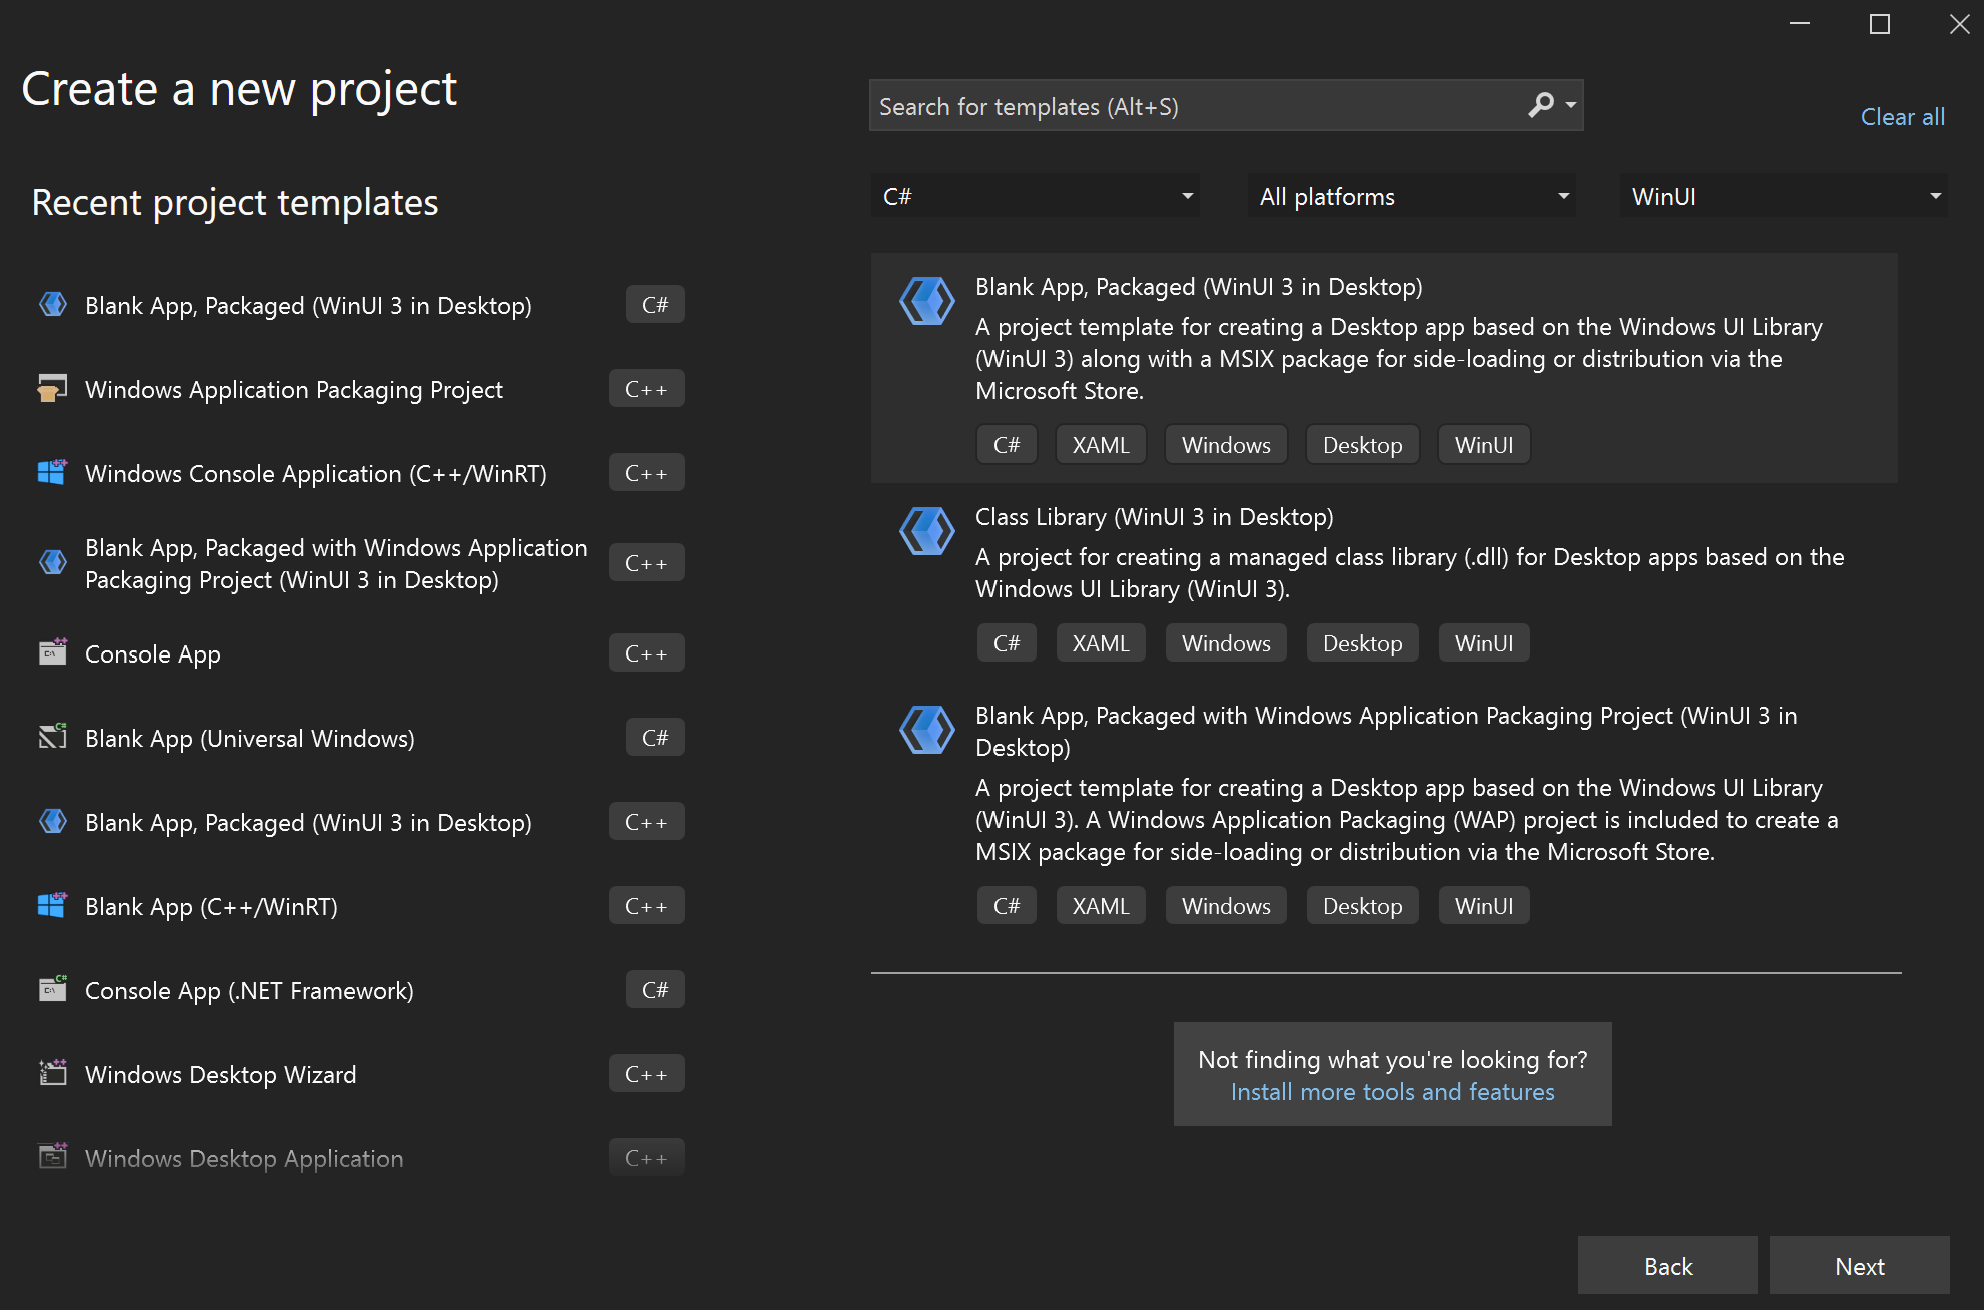 Create a new project
Search for templates (Alt+S)
Clear all
C#
All platforms
WinUI
Recent project templates
Blank App, Packaged (WinUI 3 in Desktop)
C#
Windows Application Packaging Project
C++
Windows Console Application (C++/WinRT)
C++
Blank App, Packaged with Windows Application
Packaging Project (WinUI 3 in Desktop)
C++
Console App
C++
Blank App (Universal Windows)
C#
Blank App, Packaged (WinUI 3 in Desktop)
C++
Blank App (C++/WinRT)
C++
Console App (.NET Framework)
C#
Windows Desktop Wizard
C++
Windows Desktop Application
C++
Blank App, Packaged (WinUI 3 in Desktop)
A project template for creating a Desktop app based on the Windows UI Library
(WinUI 3) along with a MSIX package for side-loading or distribution via the
Microsoft Store.
C# XAML Windows Desktop WinUI
Class Library (WinUI 3 in Desktop)
A project for creating a managed class library (.dll) for Desktop apps based on the
Windows UI Library (WinUI 3).
C# XAML Windows Desktop WinUI
Blank App, Packaged with Windows Application Packaging Project (WinUI 3 in
Desktop)
A project template for creating a Desktop app based on the Windows UI Library
(WinUI 3). A Windows Application Packaging (WAP) project is included to create a
MSIX package for side-loading or distribution via the Microsoft Store.
C# XAML Windows Desktop WinUI
Not finding what you're looking for?
Install more tools and features
Back
Next